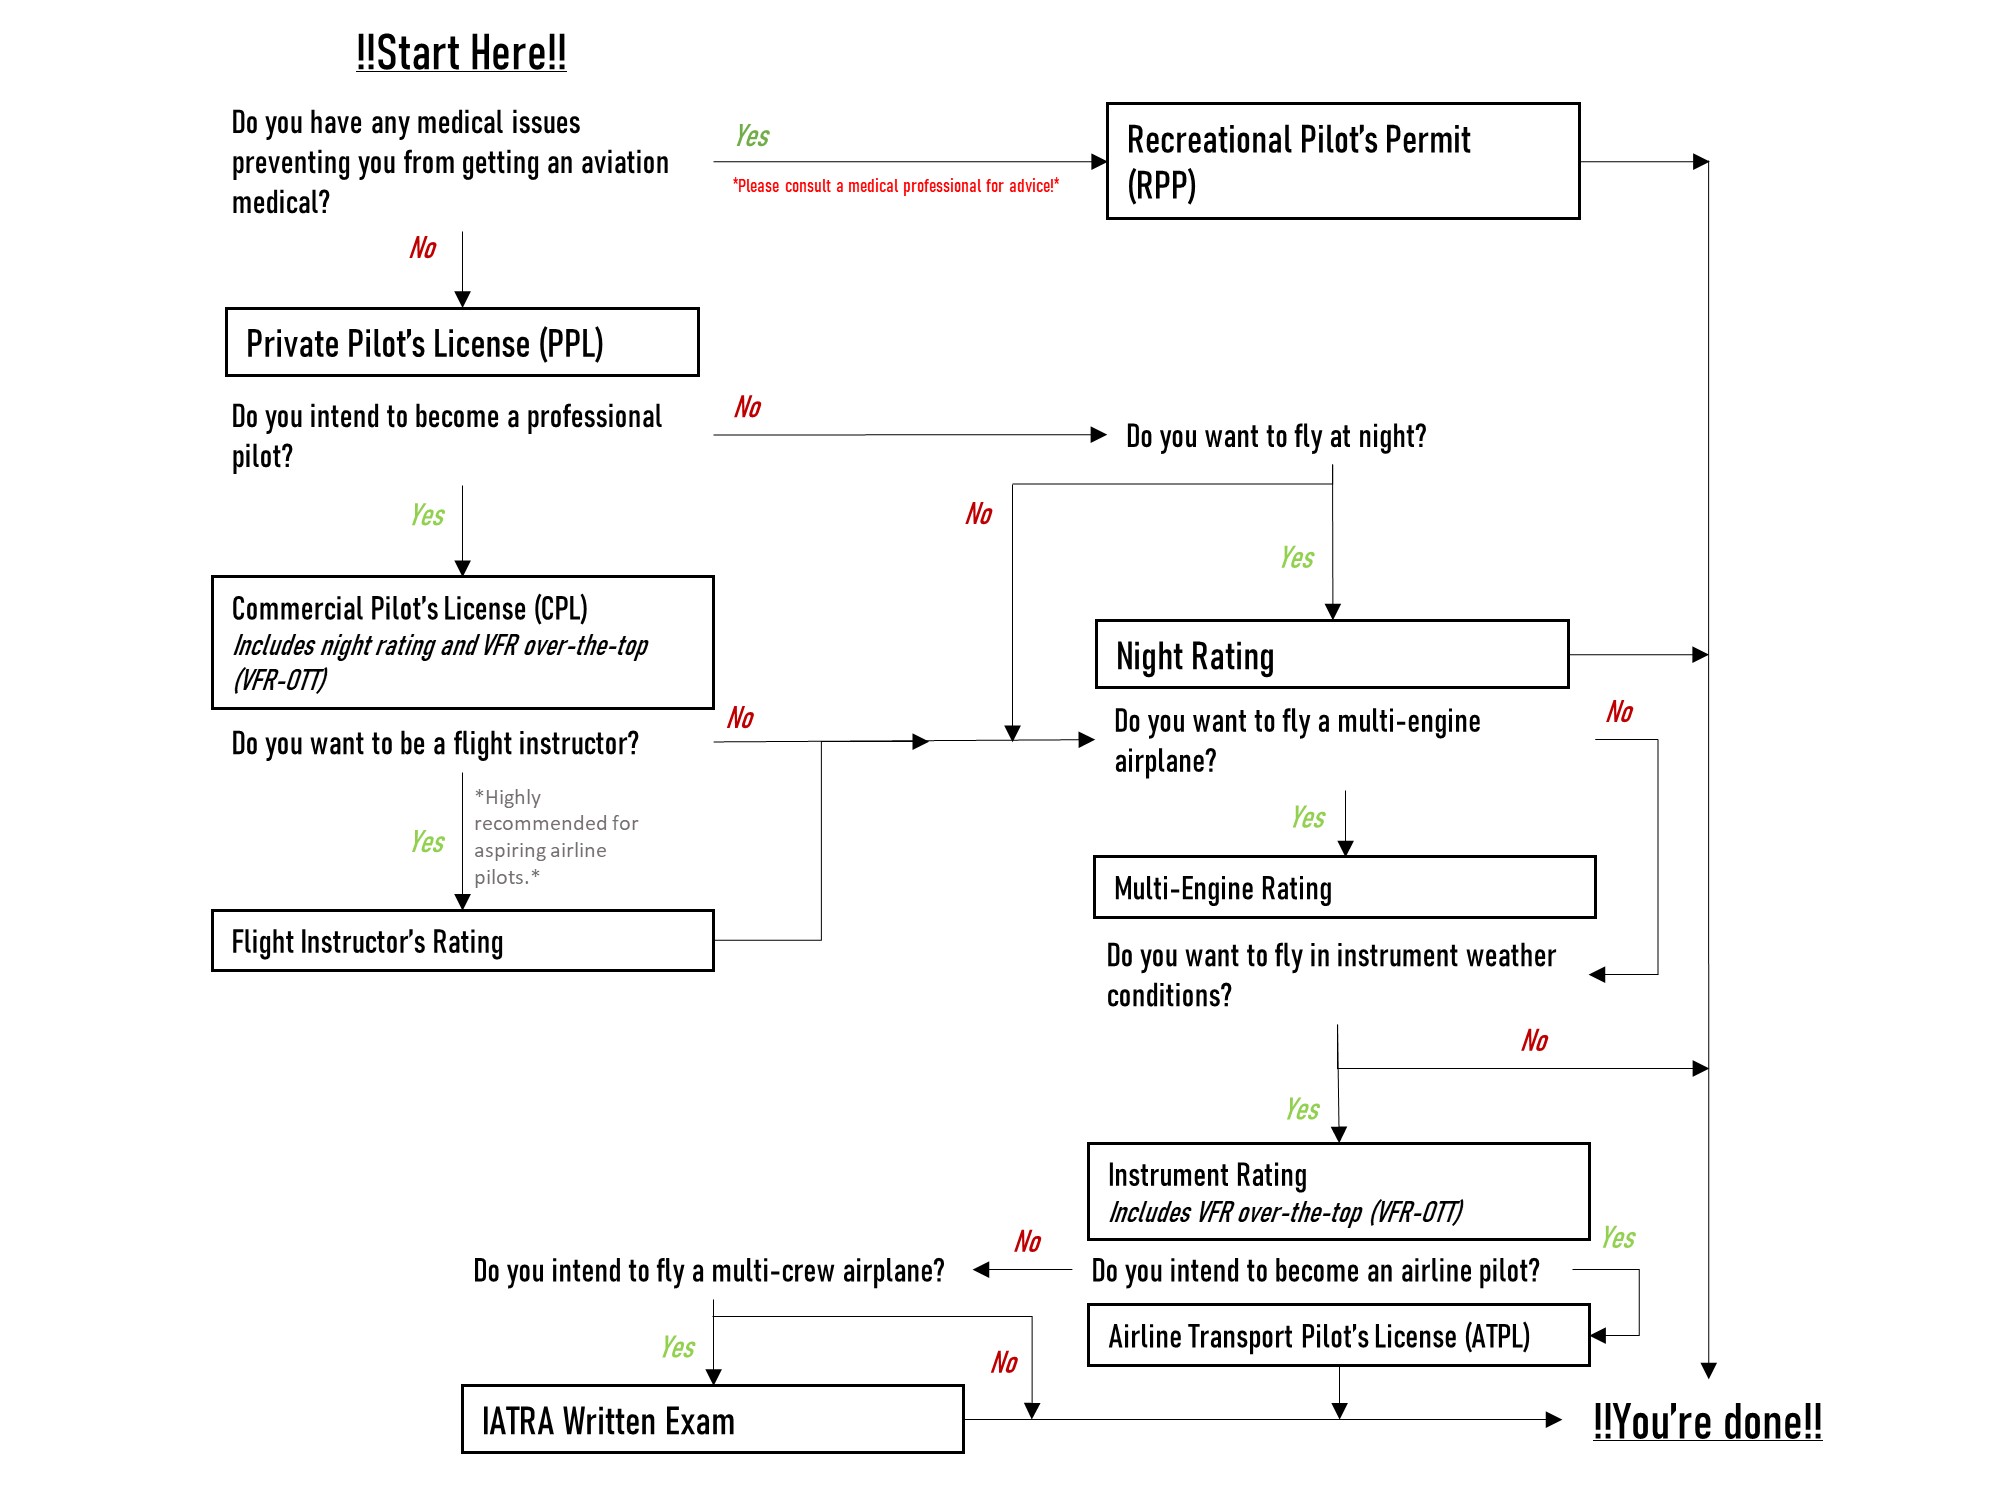 !!Start Here!!
Do you have any medical issues
preventing you from getting an aviation
medical?
Yes
*Please consult a medical professional for advice!*
Recreational Pilot's Permit
(RPP)
No
Private Pilot's License (PPL)
Do you intend to become a professional
pilot?
No
Do you want to fly at night?
Yes
No
Yes
Commercial Pilot's License (CPL)
Includes night rating and VFR over-the-top
(VFR-OTT)
Night Rating
Do you want to be a flight instructor?
No
Do you want to fly a multi-engine
airplane?
No
Yes
*Highly
recommended for
aspiring airline
pilots.*
Yes
Multi-Engine Rating
Flight Instructor's Rating
Do you want to fly in instrument weather
conditions?
No
Yes
Instrument Rating
Includes VFR over-the-top (VFR-OTT)
Do you intend to fly a multi-crew airplane?
No
Do you intend to become an airline pilot?
Yes
Airline Transport Pilot's License (ATPL)
Yes
No
IATRA Written Exam
!!You're done!!